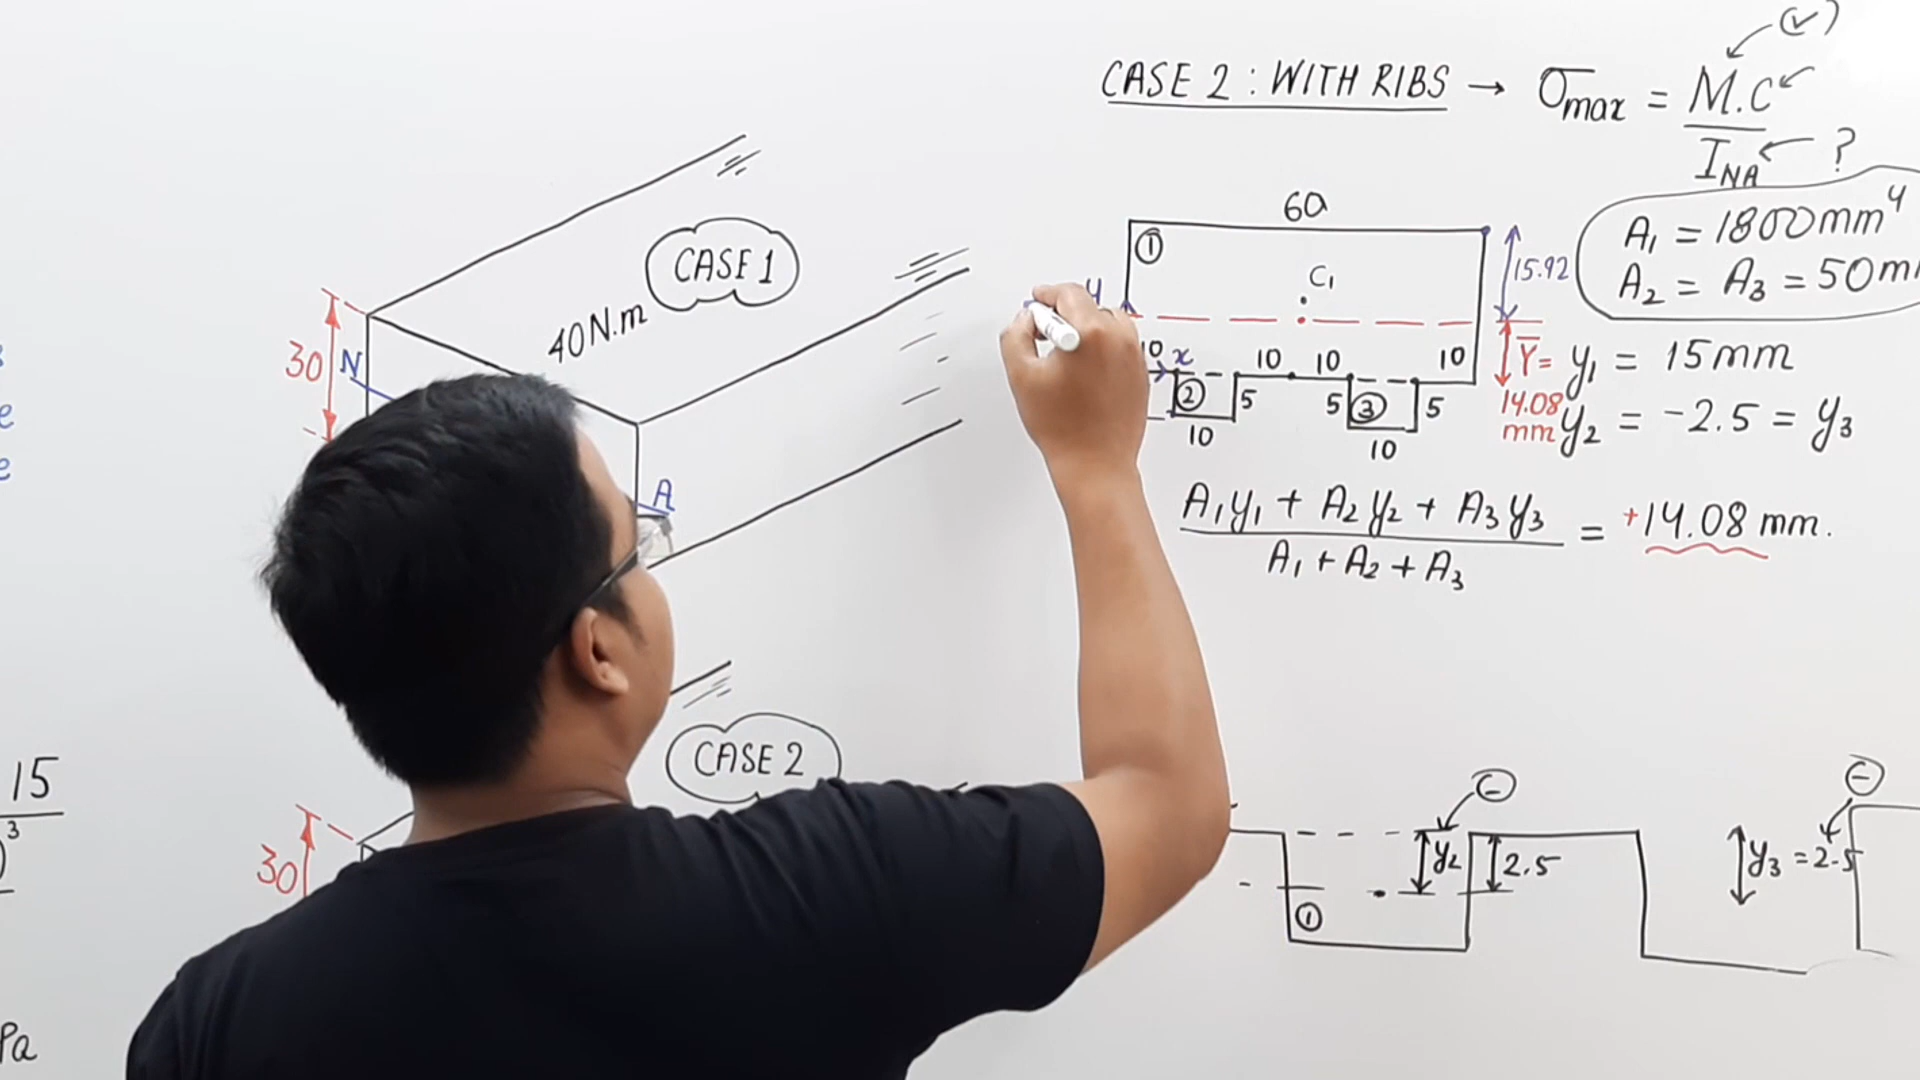 CASE 2 : WITH RIBS → σmax = M.C / INA
(✓)
?
60
①
C₁
15.92
A₁ = 1800mm⁴
A₂ = A₃ = 50m
y
10 x 10 10 10
② 5 5 ③ 5
10 10
Y̅ =
14.08
mm
y₁ = 15mm
y₂ = -2.5 = y₃
A₁y₁ + A₂y₂ + A₃y₃ / A₁ + A₂ + A₃ = +14.08 mm.
CASE 1
40N.m
30
N
A
CASE 2
30
e
e
15
3
Pa
-
y₂
2.5
①
-
y₃ = 2.5